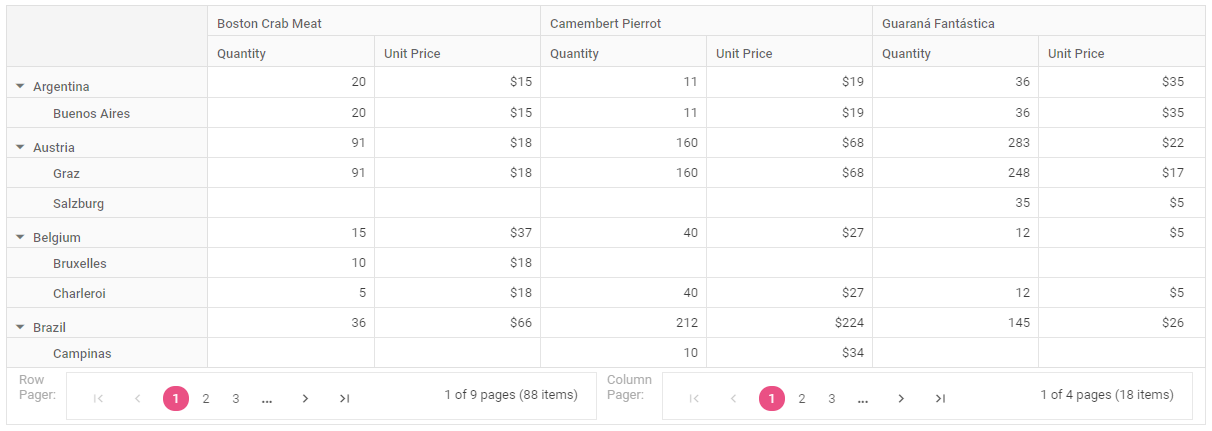 Boston Crab Meat Camembert Pierrot Guaraná Fantástica
Quantity Unit Price Quantity Unit Price Quantity Unit Price
Argentina 20 $15 11 $19 36 $35
Buenos Aires 20 $15 11 $19 36 $35
Austria 91 $18 160 $68 283 $22
Graz 91 $18 160 $68 248 $17
Salzburg 35 $5
Belgium 15 $37 40 $27 12 $5
Bruxelles 10 $18
Charleroi 5 $18 40 $27 12 $5
Brazil 36 $66 212 $224 145 $26
Campinas 10 $34
Row
Pager:
1 2 3 ... 1 of 9 pages (88 items)
Column
Pager:
1 2 3 ... 1 of 4 pages (18 items)